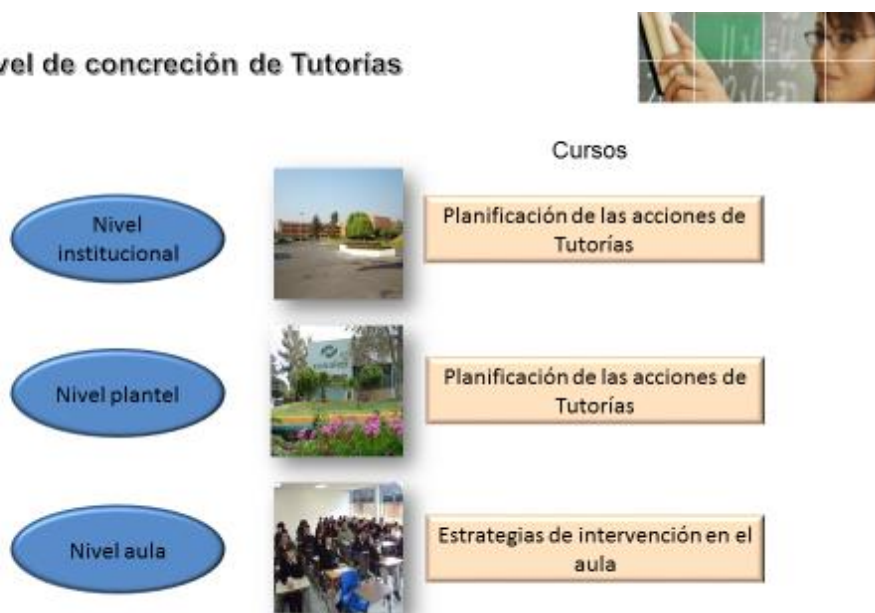 vel de concreción de Tutorías
Cursos
Nivel
institucional
Planificación de las acciones de
Tutorías
Nivel plantel
Planificación de las acciones de
Tutorías
Nivel aula
Estrategias de intervención en el
aula